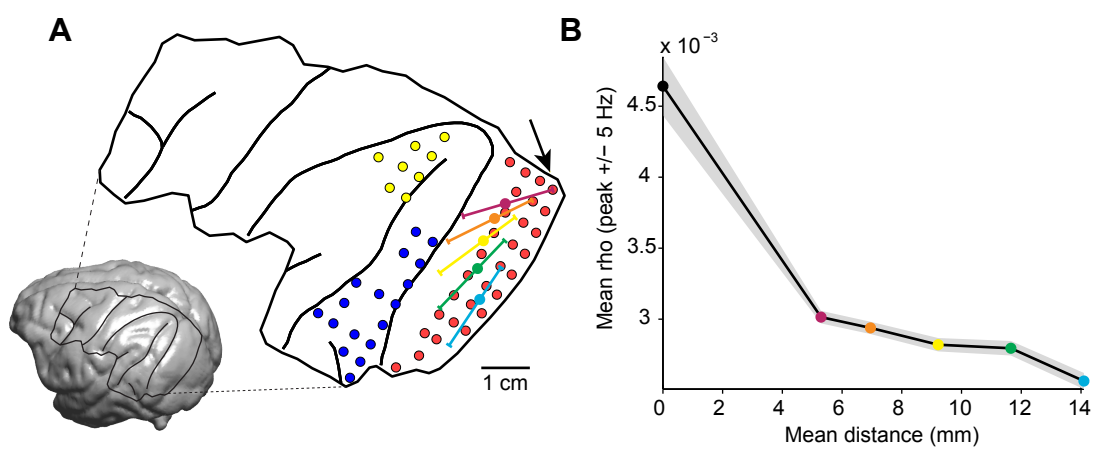 A
1 cm
B
x 10⁻³
4.5
4
3.5
3
Mean rho (peak +/− 5 Hz)
0 2 4 6 8 10 12 14
Mean distance (mm)